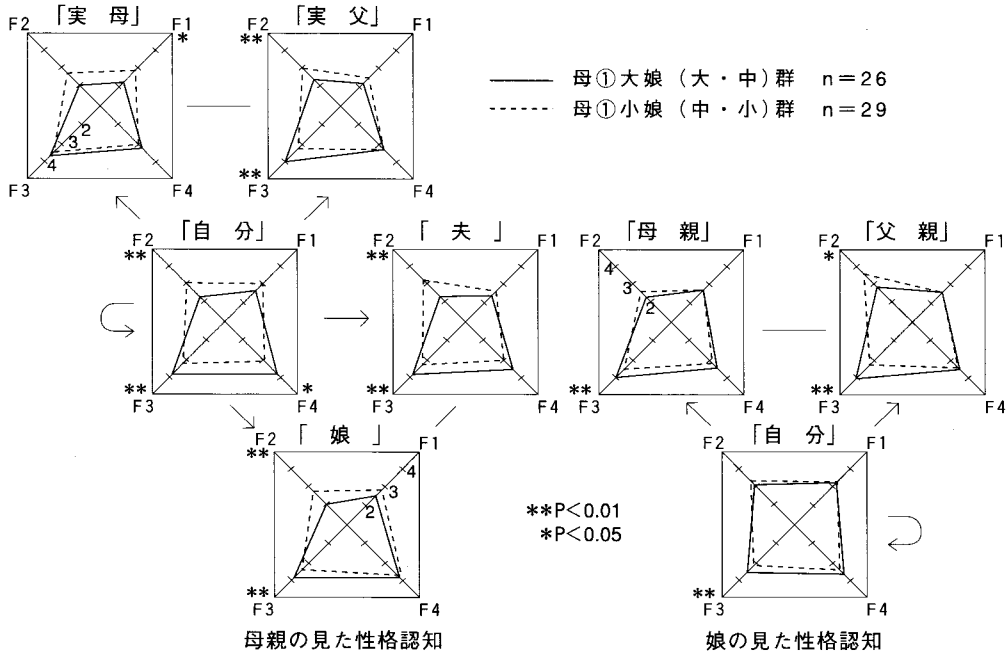 F2 「実 母」 F1
*
F2 「実 父」 F1
**
2
3
4
F3 F4
**
F3 F4
母①大娘（大・中）群 n=26
母①小娘（中・小）群 n=29
F2 「自 分」 F1
**
**
F3 F4
*
F2 「 夫 」 F1
**
**
F3 F4
F2 「母 親」 F1
4
3
2
**
F3 F4
F2 「父 親」 F1
*
**
F3 F4
F2 「 娘 」 F1
**
4
3
2
**
F3 F4
**P<0.01
*P<0.05
F2 「自 分」 F1
**
F3 F4
母親の見た性格認知
娘の見た性格認知